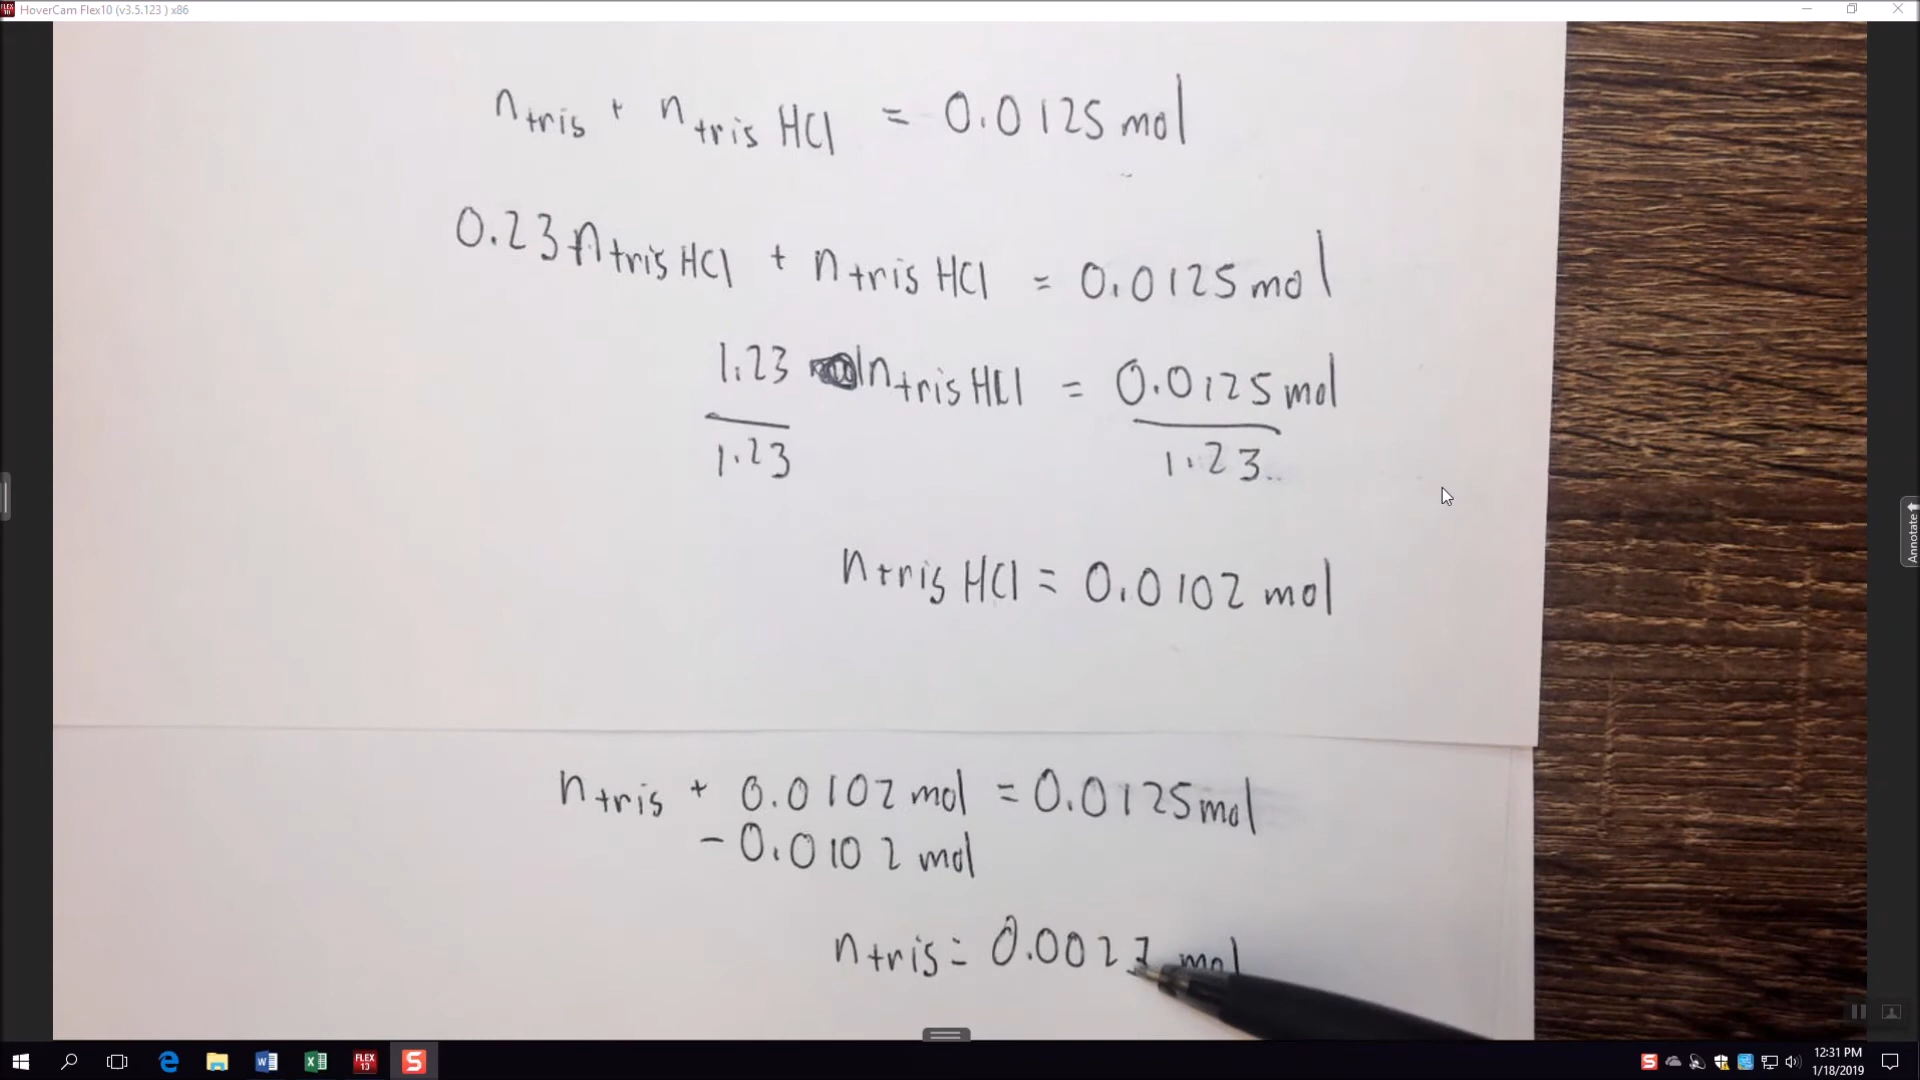 HoverCam Flex10 (v3.5.123 ) x86
n tris + n tris HCl = 0.0125 mol
0.23 n tris HCl + n tris HCl = 0.0125 mol
1.23 n tris HCl = 0.0125 mol
1.23 1.23
n tris HCl = 0.0102 mol
n tris + 0.0102 mol = 0.0125 mol
- 0.0102 mol
n tris = 0.0023 mol
Annotate
12:31 PM
1/18/2019